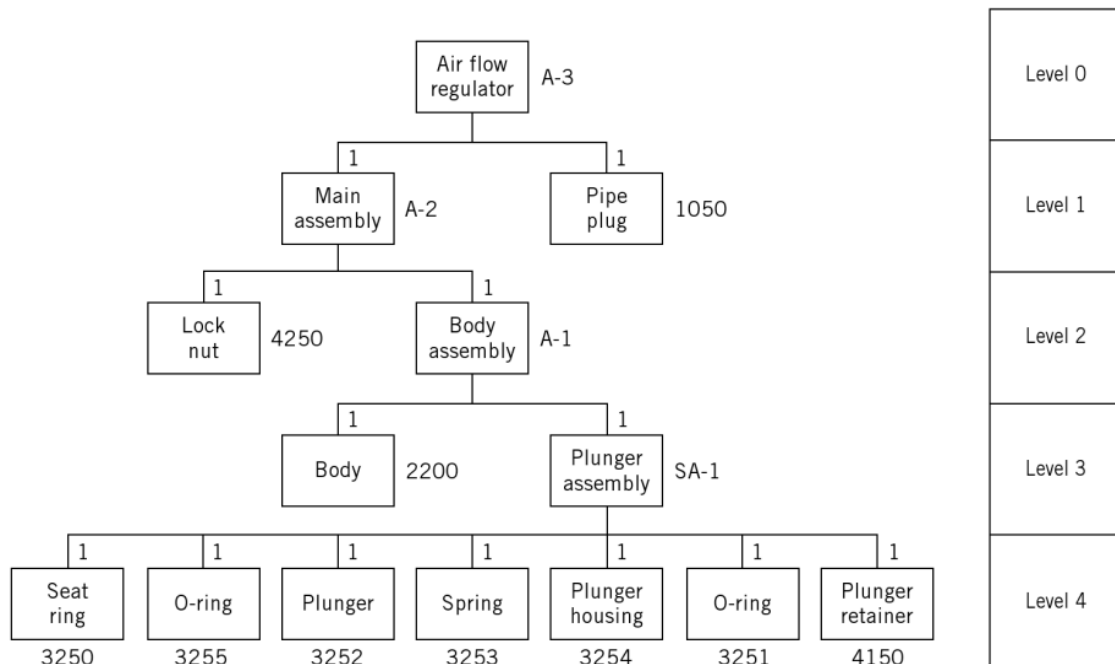 Air flow
regulator
A-3
Level 0
1
1
Main
assembly
A-2
Pipe
plug
1050
Level 1
1
1
Lock
nut
4250
Body
assembly
A-1
Level 2
1
1
Body
2200
Plunger
assembly
SA-1
Level 3
1
1
1
1
1
1
1
Seat
ring
O-ring
Plunger
Spring
Plunger
housing
O-ring
Plunger
retainer
Level 4
3250
3255
3252
3253
3254
3251
4150